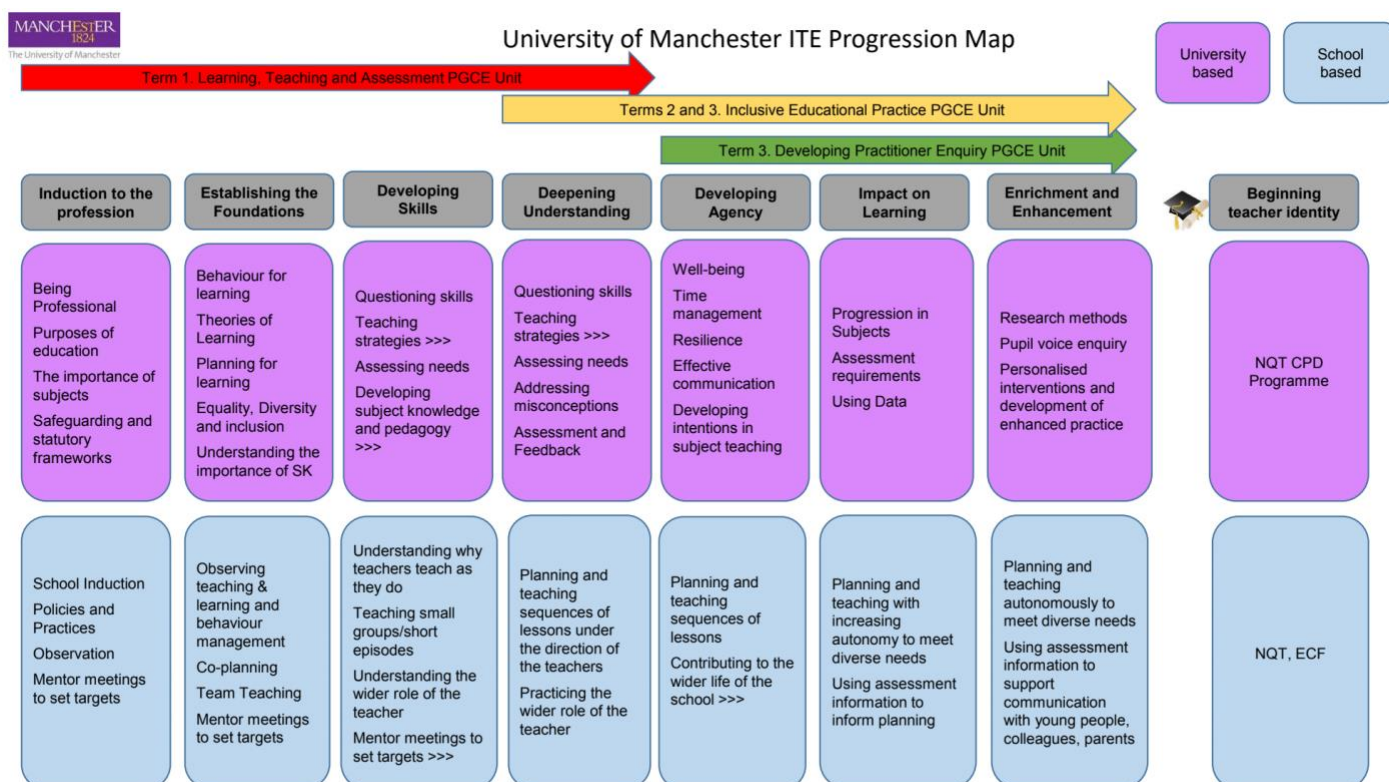 MANCHESTER
1824
The University of Manchester
University of Manchester ITE Progression Map
University
based
School
based
Term 1. Learning, Teaching and Assessment PGCE Unit
Terms 2 and 3. Inclusive Educational Practice PGCE Unit
Term 3. Developing Practitioner Enquiry PGCE Unit
Induction to the
profession
Establishing the
Foundations
Developing
Skills
Deepening
Understanding
Developing
Agency
Impact on
Learning
Enrichment and
Enhancement
Beginning
teacher identity
Being
Professional
Purposes of
education
The importance of
subjects
Safeguarding and
statutory
frameworks
Behaviour for
learning
Theories of
Learning
Planning for
learning
Equality, Diversity
and inclusion
Understanding the
importance of SK
Questioning skills
Teaching
strategies >>>
Assessing needs
Developing
subject knowledge
and pedagogy
>>>
Questioning skills
Teaching
strategies >>>
Assessing needs
Addressing
misconceptions
Assessment and
Feedback
Well-being
Time
management
Resilience
Effective
communication
Developing
intentions in
subject teaching
Progression in
Subjects
Assessment
requirements
Using Data
Research methods
Pupil voice enquiry
Personalised
interventions and
development of
enhanced practice
NQT CPD
Programme
School Induction
Policies and
Practices
Observation
Mentor meetings
to set targets
Observing
teaching &
learning and
behaviour
management
Co-planning
Team Teaching
Mentor meetings
to set targets
Understanding why
teachers teach as
they do
Teaching small
groups/short
episodes
Understanding the
wider role of the
teacher
Mentor meetings to
set targets >>>
Planning and
teaching
sequences of
lessons under
the direction of
the teachers
Practicing the
wider role of the
teacher
Planning and
teaching
sequences of
lessons
Contributing to the
wider life of the
school >>>
Planning and
teaching with
increasing
autonomy to meet
diverse needs
Using assessment
information to
inform planning
Planning and
teaching
autonomously to
meet diverse needs
Using assessment
information to
support
communication
with young people,
colleagues, parents
NQT, ECF